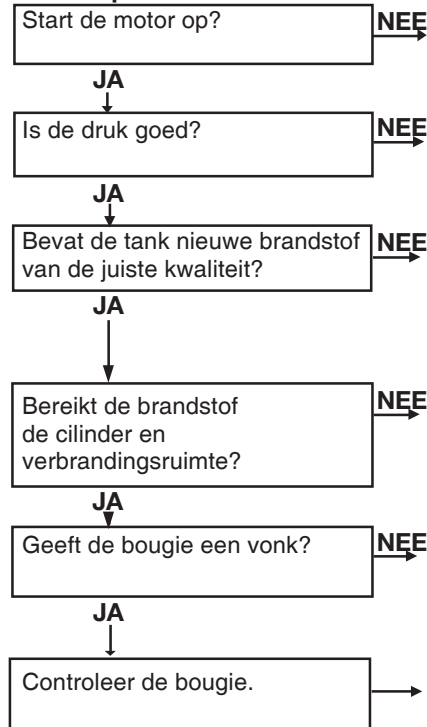 Start de motor op?
NEE
JA
Is de druk goed?
NEE
JA
Bevat de tank nieuwe brandstof
van de juiste kwaliteit?
NEE
JA
Bereikt de brandstof
de cilinder en
verbrandingsruimte?
NEE
JA
Geeft de bougie een vonk?
NEE
JA
Controleer de bougie.